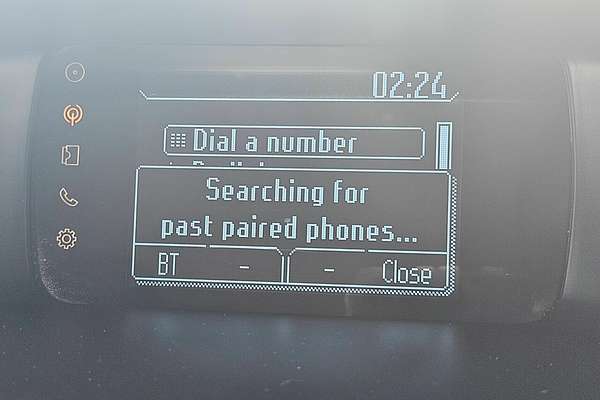 02:24
Dial a number
Searching for
past paired phones...
BT - - Close